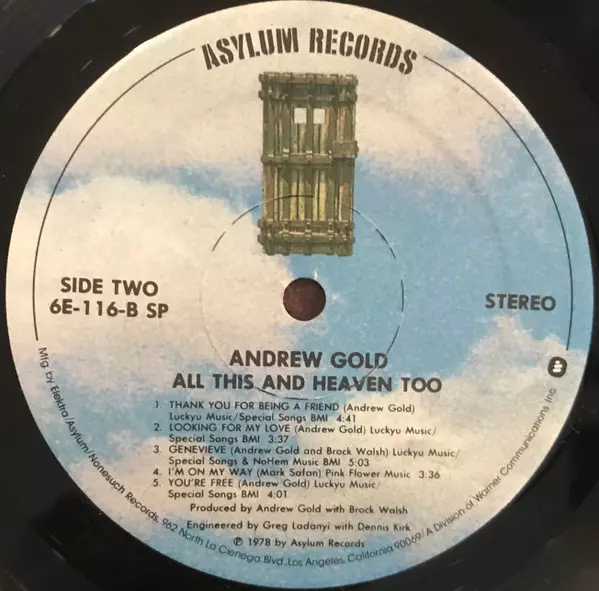 ASYLUM RECORDS
SIDE TWO
6E-116-B SP
STEREO
ANDREW GOLD
ALL THIS AND HEAVEN TOO
1. THANK YOU FOR BEING A FRIEND (Andrew Gold)
Luckyu Music/Special Songs BMI 4:41
2. LOOKING FOR MY LOVE (Andrew Gold) Luckyu Music/
Special Songs BMI 3:37
3. GENEVIEVE (Andrew Gold and Brock Walsh) Luckyu Music/
Special Songs & NoHem Music BMI 5:03
4. I'M ON MY WAY (Mark Safan) Pink Flower Music 3:36
5. YOU'RE FREE (Andrew Gold) Luckyu Music/
Special Songs BMI 4:01
Produced by Andrew Gold with Brock Walsh
Engineered by Greg Ladanyi with Dennis Kirk
℗ 1978 by Asylum Records
Mfg. by Elektra/Asylum/Nonesuch Records, 962 North La Cienega Blvd., Los Angeles, California 90069/A Division of Warner Communications Inc.